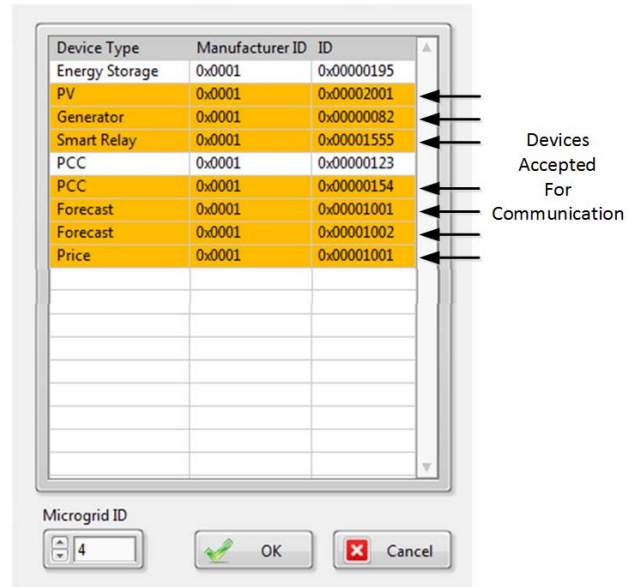 Device Type Manufacturer ID ID
Energy Storage 0x0001 0x00000195
PV 0x0001 0x00002001
Generator 0x0001 0x00000082
Smart Relay 0x0001 0x00001555
PCC 0x0001 0x00000123
PCC 0x0001 0x00000154
Forecast 0x0001 0x00001001
Forecast 0x0001 0x00001002
Price 0x0001 0x00001001
Devices
Accepted
For
Communication
Microgrid ID
4 OK Cancel